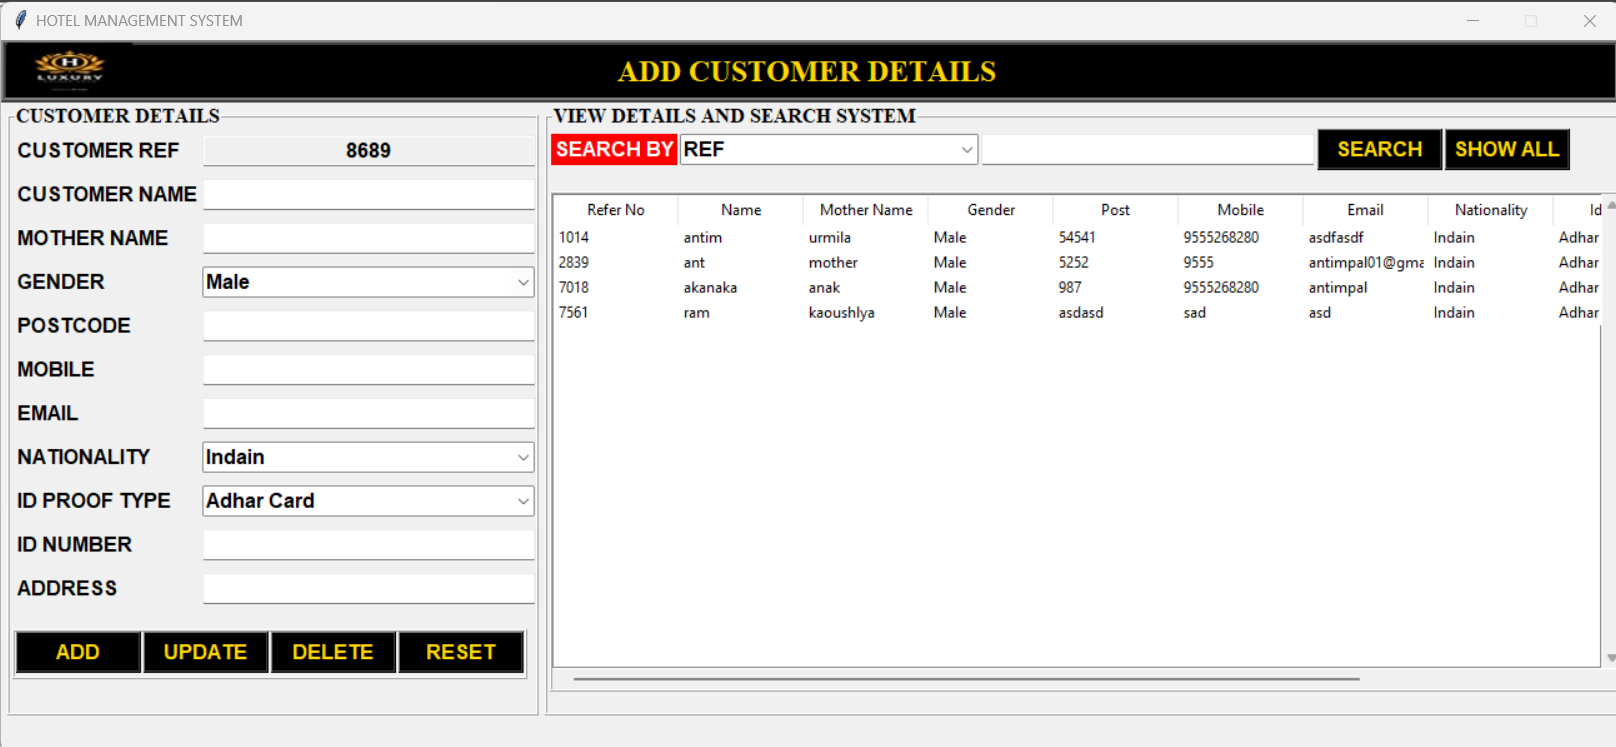 HOTEL MANAGEMENT SYSTEM
H
LUXURY
ADD CUSTOMER DETAILS
CUSTOMER DETAILS
CUSTOMER REF 8689
CUSTOMER NAME
MOTHER NAME
GENDER Male
POSTCODE
MOBILE
EMAIL
NATIONALITY Indain
ID PROOF TYPE Adhar Card
ID NUMBER
ADDRESS
ADD UPDATE DELETE RESET
VIEW DETAILS AND SEARCH SYSTEM
SEARCH BY REF SEARCH SHOW ALL
Refer No Name Mother Name Gender Post Mobile Email Nationality Id
1014 antim urmila Male 54541 9555268280 asdfasdf Indain Adhar
2839 ant mother Male 5252 9555 antimpal01@gma Indain Adhar
7018 akanaka anak Male 987 9555268280 antimpal Indain Adhar
7561 ram kaoushlya Male asdasd sad asd Indain Adhar